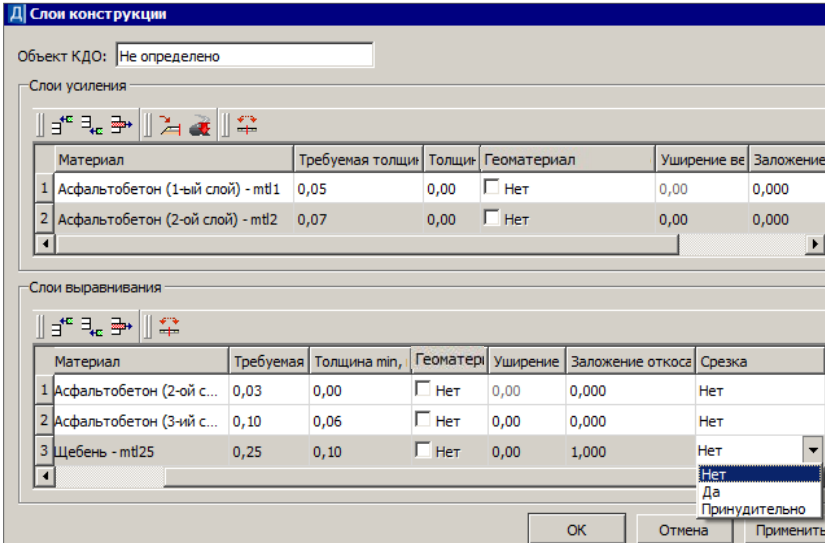 Слои конструкции
Объект КДО: Не определено
Слои усиления
Материал Требуемая толщин Толщин Геоматериал Уширение ве Заложение
1 Асфальтобетон (1-ый слой) - mtl1 0,05 0,00 Нет 0,00 0,000
2 Асфальтобетон (2-ой слой) - mtl2 0,07 0,00 Нет 0,00 0,000
Слои выравнивания
Материал Требуемая Толщина min, Геоматери Уширение Заложение откоса Срезка
1 Асфальтобетон (2-ой с... 0,03 0,00 Нет 0,00 0,000 Нет
2 Асфальтобетон (3-ий с... 0,10 0,06 Нет 0,00 0,000 Нет
3 Щебень - mtl25 0,25 0,10 Нет 0,00 1,000 Нет
Нет
Да
Принудительно
OK Отмена Применить